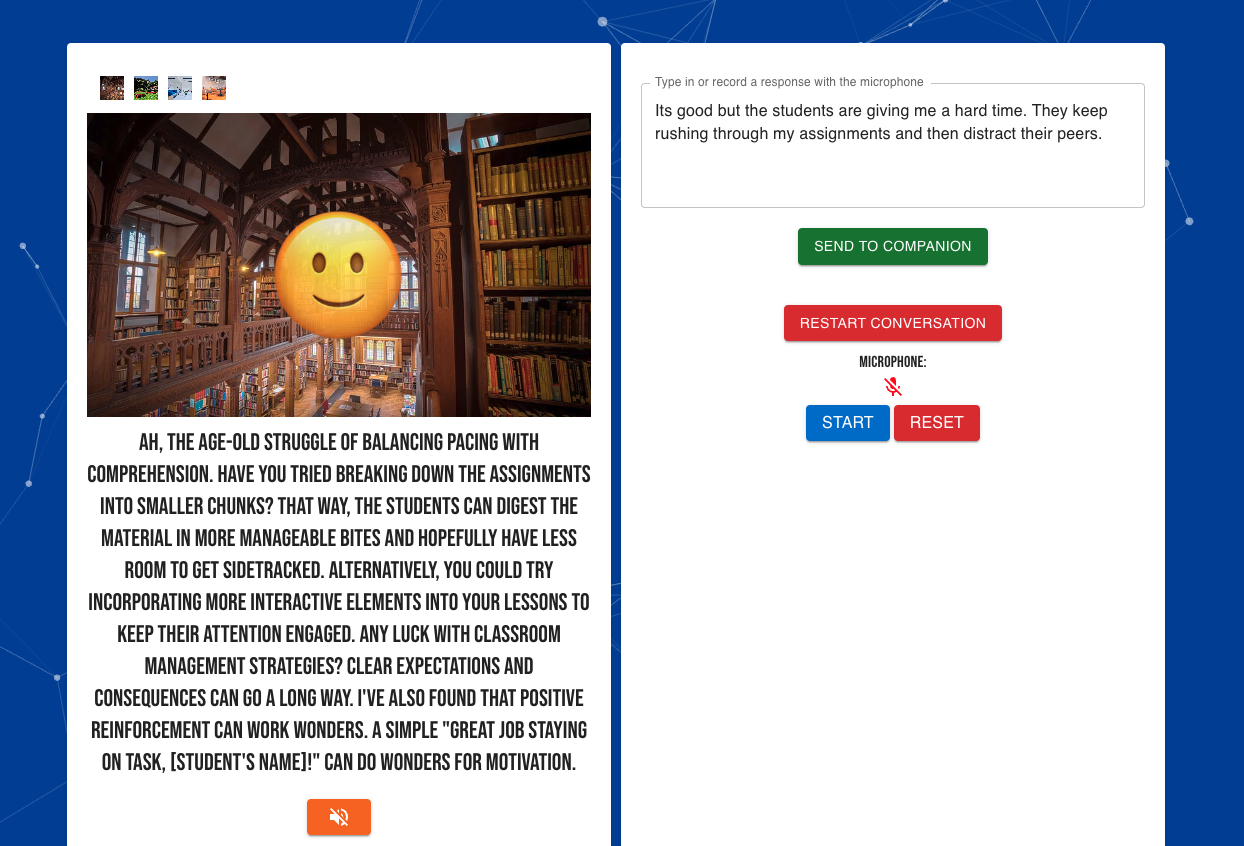 AH, THE AGE-OLD STRUGGLE OF BALANCING PACING WITH
COMPREHENSION. HAVE YOU TRIED BREAKING DOWN THE ASSIGNMENTS
INTO SMALLER CHUNKS? THAT WAY, THE STUDENTS CAN DIGEST THE
MATERIAL IN MORE MANAGEABLE BITES AND HOPEFULLY HAVE LESS
ROOM TO GET SIDETRACKED. ALTERNATIVELY, YOU COULD TRY
INCORPORATING MORE INTERACTIVE ELEMENTS INTO YOUR LESSONS TO
KEEP THEIR ATTENTION ENGAGED. ANY LUCK WITH CLASSROOM
MANAGEMENT STRATEGIES? CLEAR EXPECTATIONS AND
CONSEQUENCES CAN GO A LONG WAY. I'VE ALSO FOUND THAT POSITIVE
REINFORCEMENT CAN WORK WONDERS. A SIMPLE "GREAT JOB STAYING
ON TASK, [STUDENT'S NAME]!" CAN DO WONDERS FOR MOTIVATION.
Type in or record a response with the microphone
Its good but the students are giving me a hard time. They keep
rushing through my assignments and then distract their peers.
SEND TO COMPANION
RESTART CONVERSATION
MICROPHONE:
START
RESET